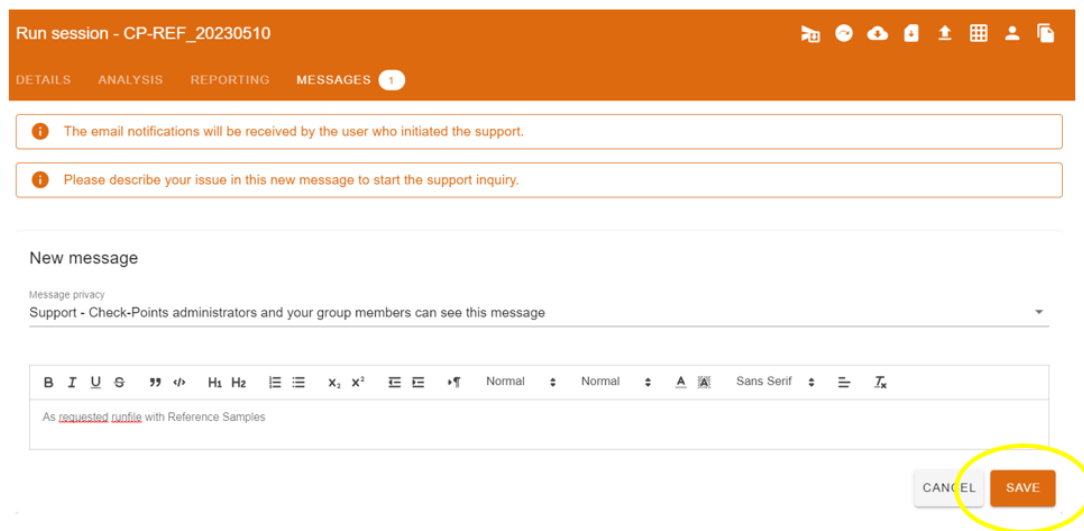 Run session - CP-REF_20230510
DETAILS ANALYSIS REPORTING MESSAGES 1
The email notifications will be received by the user who initiated the support.
Please describe your issue in this new message to start the support inquiry.
New message
Message privacy
Support - Check-Points administrators and your group members can see this message
B I U S ” </> H1 H2 X₂ X² ¶ Normal Normal A A Sans Serif Tx
As requested runfile with Reference Samples
CANCEL SAVE